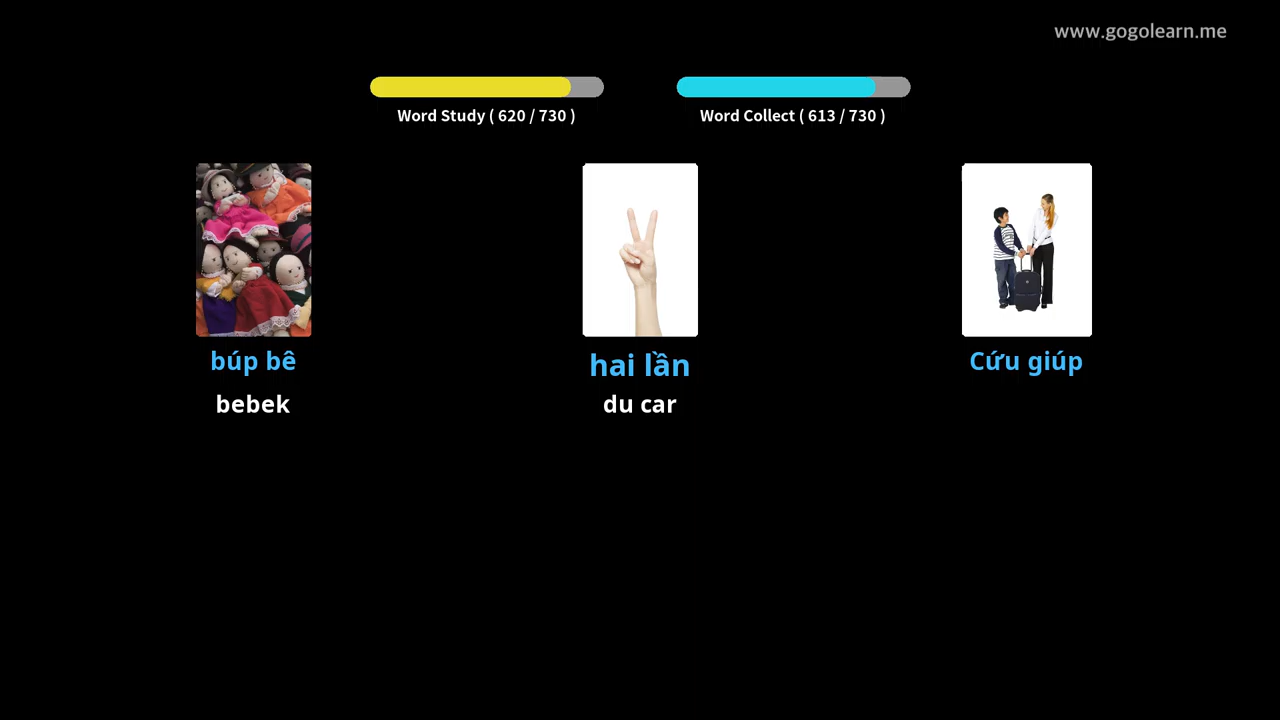 www.gogolearn.me
Word Study ( 620 / 730 )
Word Collect ( 613 / 730 )
búp bê
hai lần
Cứu giúp
bebek
du car